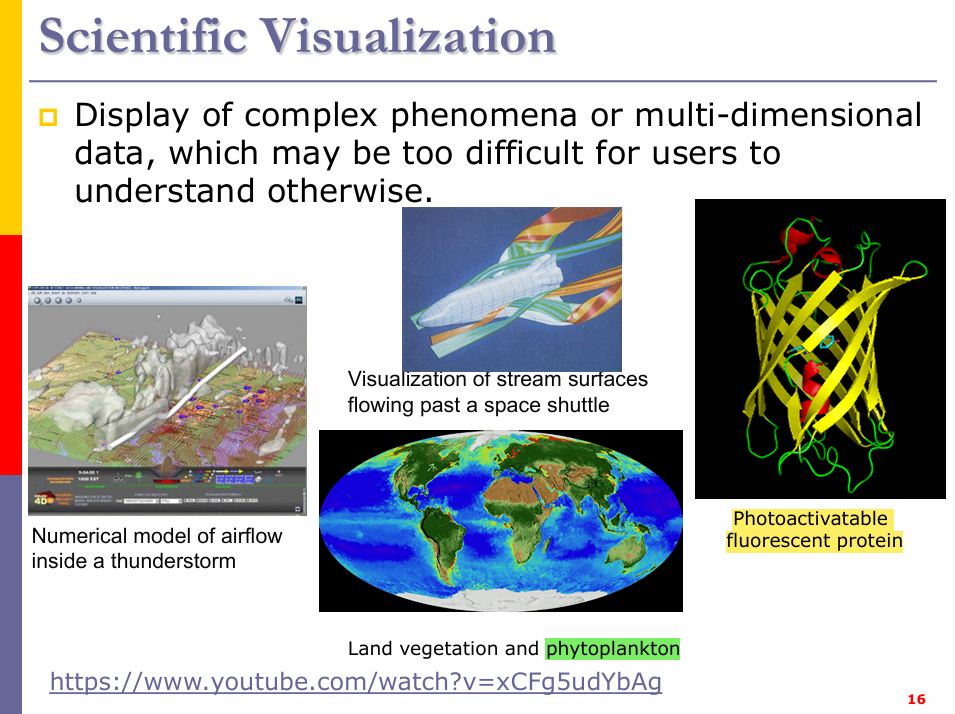 Scientific Visualization
Display of complex phenomena or multi-dimensional
data, which may be too difficult for users to
understand otherwise.
Visualization of stream surfaces
flowing past a space shuttle
Numerical model of airflow
inside a thunderstorm
Photoactivatable
fluorescent protein
Land vegetation and phytoplankton
https://www.youtube.com/watch?v=xCFg5udYbAg
16